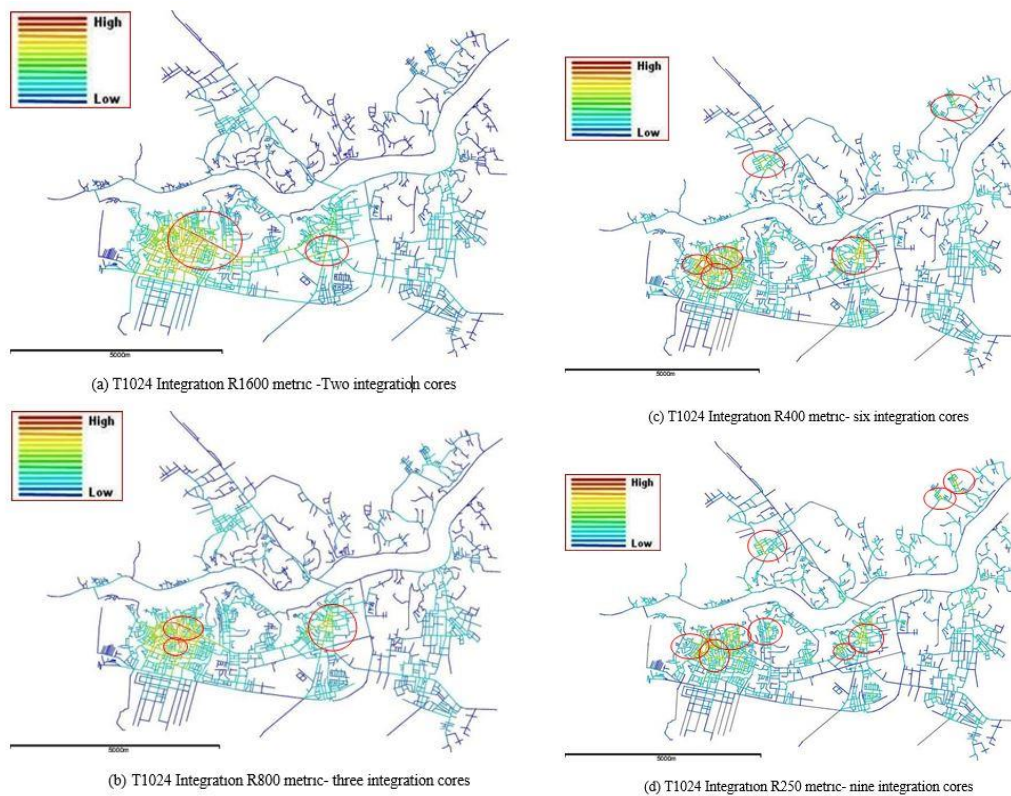 High
Low
5000m
(a) T1024 Integration R1600 metric -Two integration cores
High
Low
5000m
(b) T1024 Integration R800 metric- three integration cores
High
Low
5000m
(c) T1024 Integration R400 metric- six integration cores
High
Low
5000m
(d) T1024 Integration R250 metric- nine integration cores